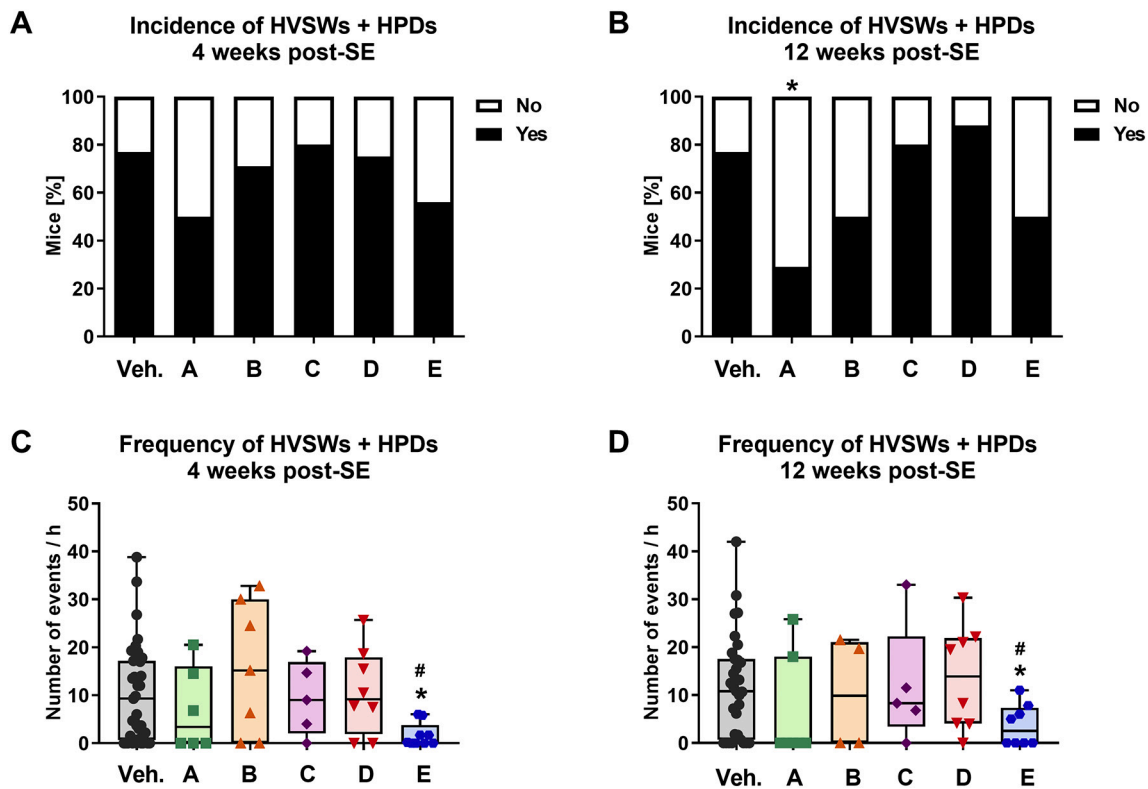 A
Incidence of HVSWs + HPDs
4 weeks post-SE
Mice [%]
100
80
60
40
20
0
Veh. A B C D E
No
Yes
B
Incidence of HVSWs + HPDs
12 weeks post-SE
Mice [%]
100
80
60
40
20
0
*
Veh. A B C D E
No
Yes
C
Frequency of HVSWs + HPDs
4 weeks post-SE
Number of events / h
50
40
30
20
10
0
#
*
Veh. A B C D E
D
Frequency of HVSWs + HPDs
12 weeks post-SE
Number of events / h
50
40
30
20
10
0
#
*
Veh. A B C D E